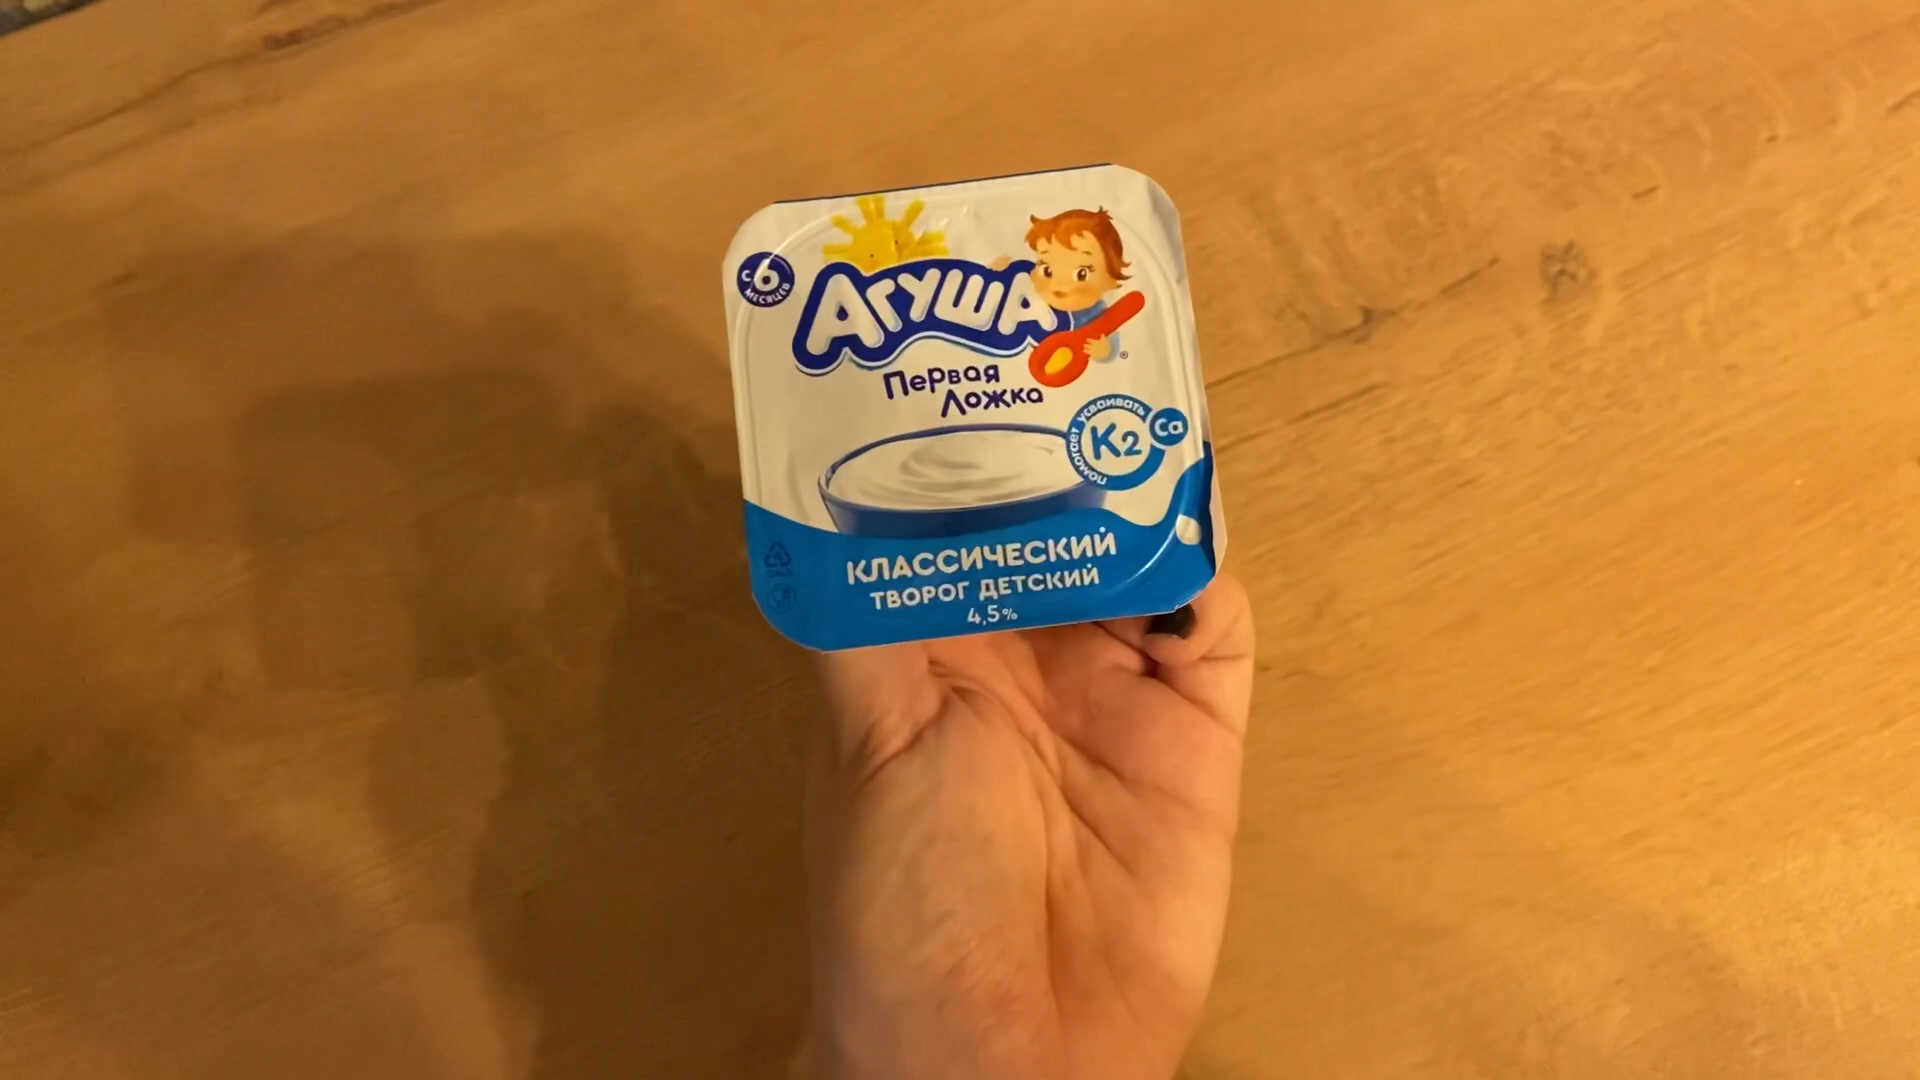 с 6
месяцев
Агуша
®
Первая
Ложка
помогает усваивать
K2
Ca
КЛАССИЧЕСКИЙ
ТВОРОГ ДЕТСКИЙ
4,5%